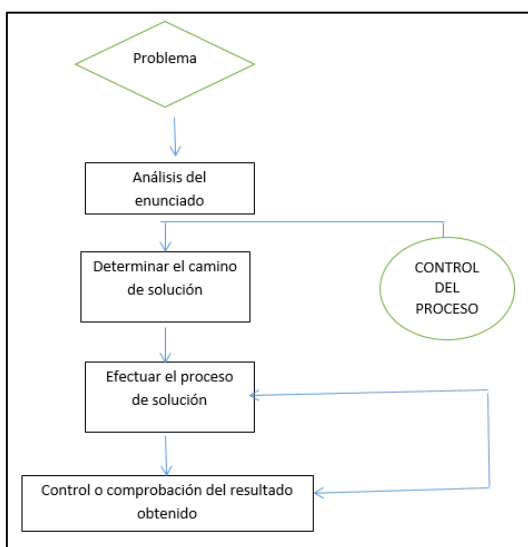 Problema
Análisis del
enunciado
Determinar el camino
de solución
CONTROL
DEL
PROCESO
Efectuar el proceso
de solución
Control o comprobación del resultado
obtenido